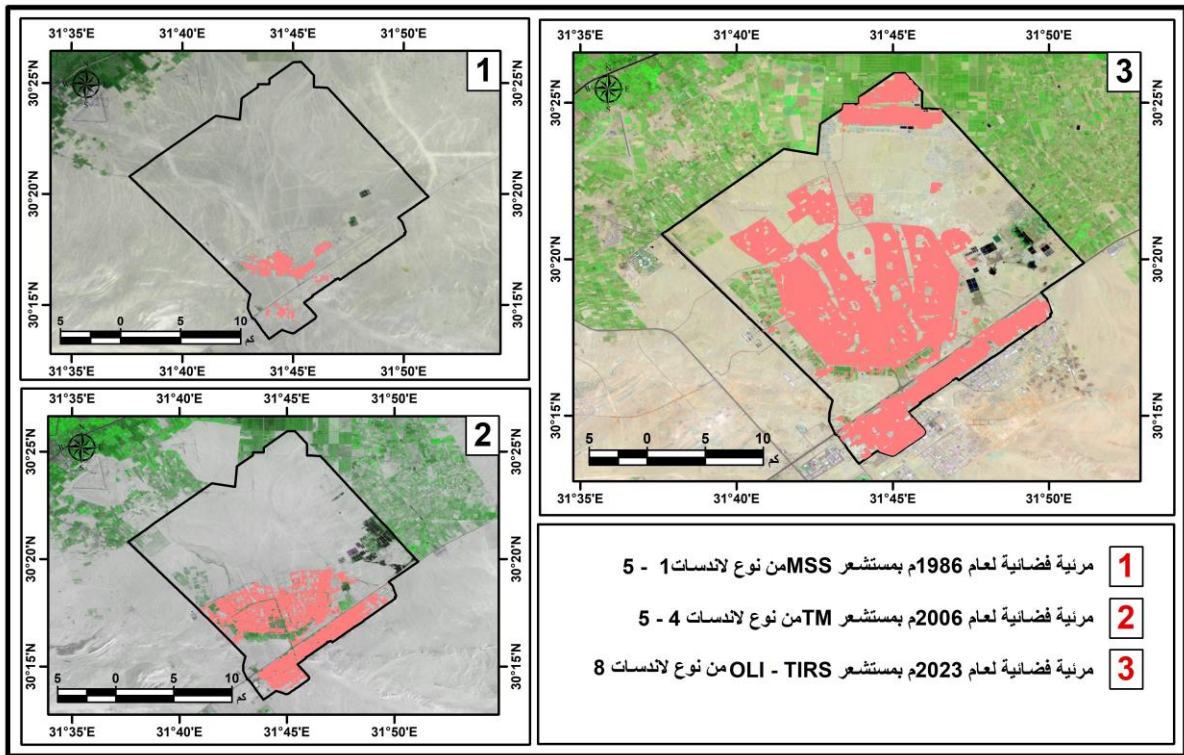 31°35'E 31°40'E 31°45'E 31°50'E
1
30°25'N 30°25'N
30°20'N 30°20'N
30°15'N 30°15'N
5 0 5 10
كم
31°35'E 31°40'E 31°45'E 31°50'E
31°35'E 31°40'E 31°45'E 31°50'E
2
30°25'N 30°25'N
30°20'N 30°20'N
30°15'N 30°15'N
5 0 5 10
كم
31°35'E 31°40'E 31°45'E 31°50'E
31°35'E 31°40'E 31°45'E 31°50'E
3
N
W E
S
30°25'N 30°25'N
30°20'N 30°20'N
30°15'N 30°15'N
5 0 5 10
كم
31°35'E 31°40'E 31°45'E 31°50'E
1 مرئية فضائية لعام 1986م بمستشعر MSSمن نوع لاندسات1 - 5
2 مرئية فضائية لعام 2006م بمستشعر TMمن نوع لاندسات 4 - 5
3 مرئية فضائية لعام 2023م بمستشعر OLI - TIRS من نوع لاندسات 8